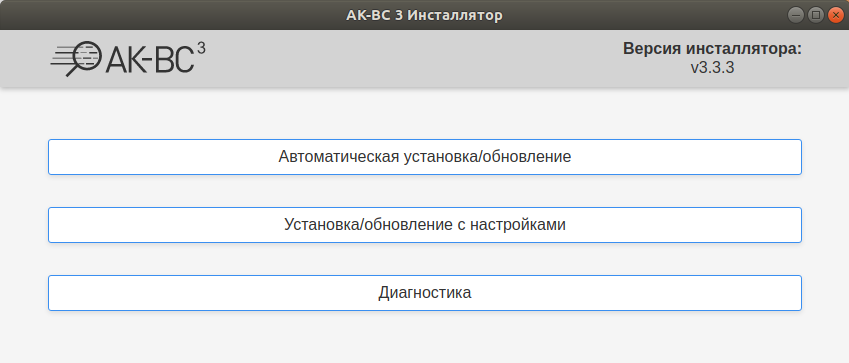 АК-ВС 3 Инсталлятор
АК-ВС 3
Версия инсталлятора:
v3.3.3
Автоматическая установка/обновление
Установка/обновление с настройками
Диагностика